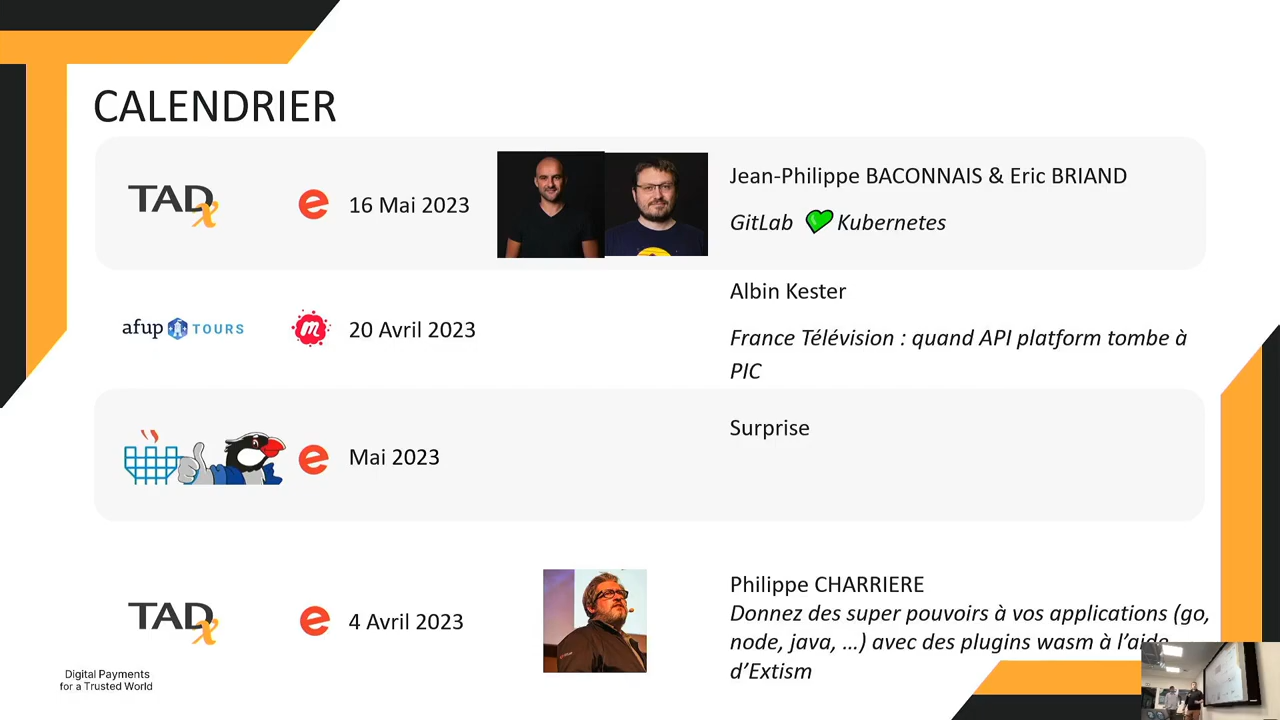 CALENDRIER
TADx
e
16 Mai 2023
Jean-Philippe BACONNAIS & Eric BRIAND
GitLab 💚 Kubernetes
afup TOURS
m
20 Avril 2023
Albin Kester
France Télévision : quand API platform tombe à
PIC
e
Mai 2023
Surprise
TADx
e
4 Avril 2023
Philippe CHARRIERE
Donnez des super pouvoirs à vos applications (go,
node, java, …) avec des plugins wasm à l’aide
d’Extism
Digital Payments
for a Trusted World